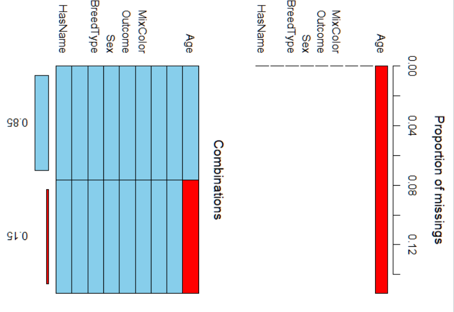 Proportion of missings
0.00
0.04
0.08
0.12
Age
MixColor
Outcome
Sex
BreedType
HasName
Combinations
Age
MixColor
Outcome
Sex
BreedType
HasName
0.85
0.15